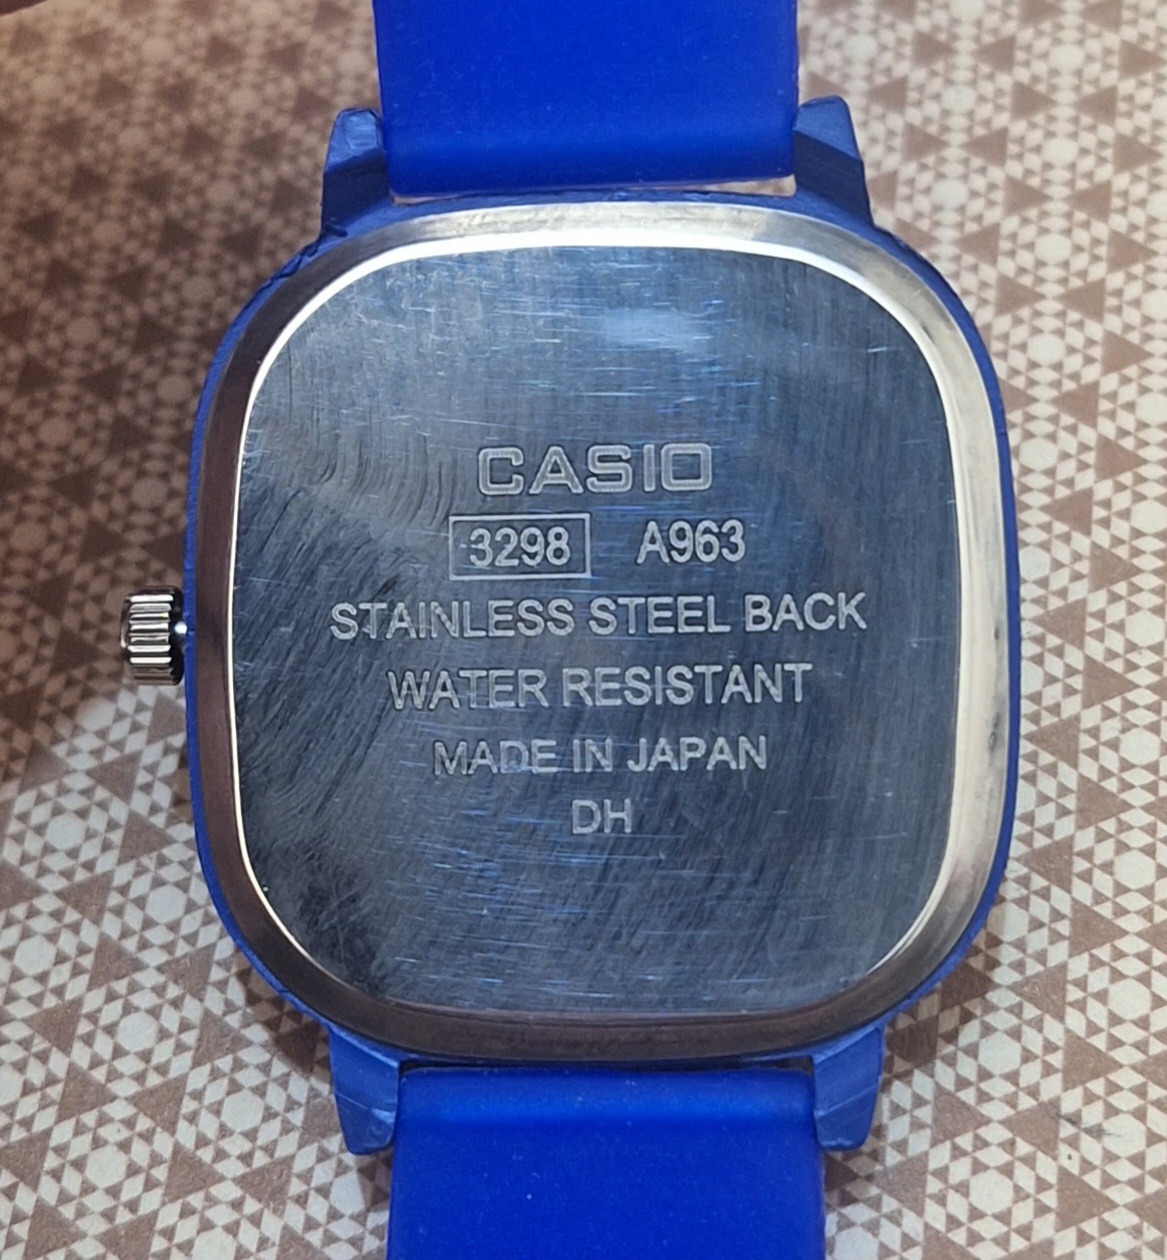 CASIO
3298 A963
STAINLESS STEEL BACK
WATER RESISTANT
MADE IN JAPAN
DH